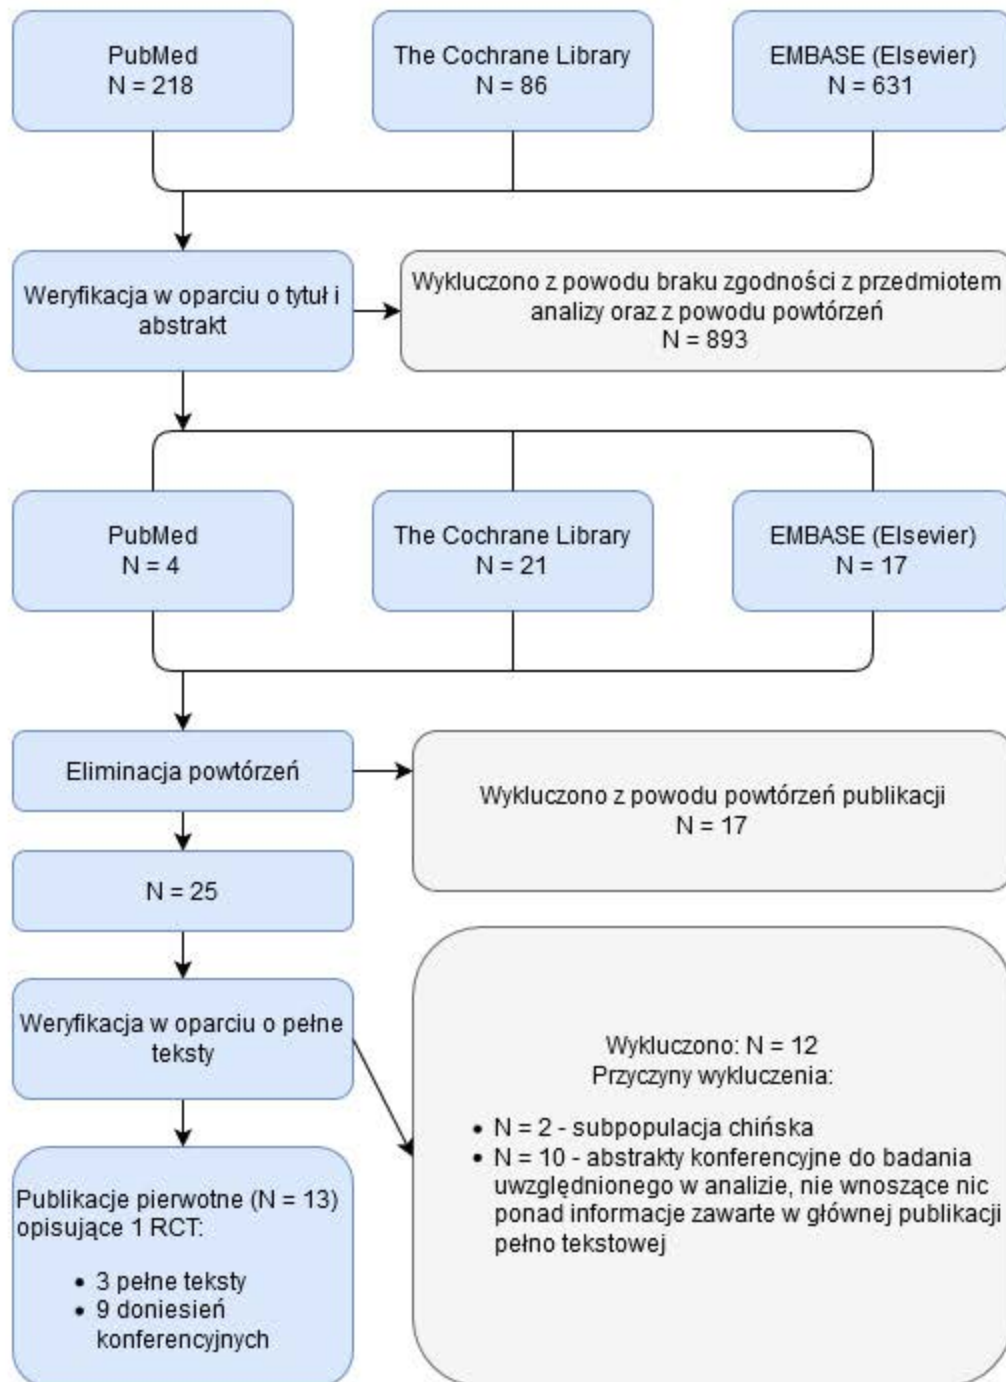 PubMed
N = 218
The Cochrane Library
N = 86
EMBASE (Elsevier)
N = 631
Weryfikacja w oparciu o tytuł i
abstrakt
Wykluczono z powodu braku zgodności z przedmiotem
analizy oraz z powodu powtórzeń
N = 893
PubMed
N = 4
The Cochrane Library
N = 21
EMBASE (Elsevier)
N = 17
Eliminacja powtórzeń
Wykluczono z powodu powtórzeń publikacji
N = 17
N = 25
Weryfikacja w oparciu o pełne
teksty
Wykluczono: N = 12
Przyczyny wykluczenia:
• N = 2 - subpopulacja chińska
• N = 10 - abstrakty konferencyjne do badania
uwzględnionego w analizie, nie wnoszące nic
ponad informacje zawarte w głównej publikacji
pełno tekstowej
Publikacje pierwotne (N = 13)
opisujące 1 RCT:
• 3 pełne teksty
• 9 doniesień
konferencyjnych